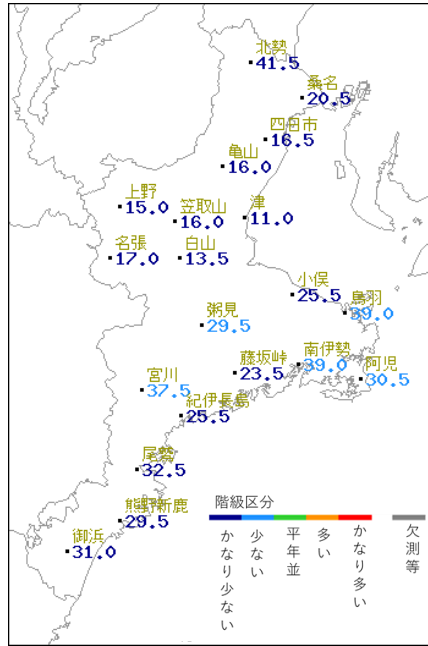 北勢
41.5
桑名
20.5
四日市
16.5
亀山
16.0
上野
15.0
笠取山
16.0
津
11.0
名張
17.0
白山
13.5
小俣
25.5
鳥羽
39.0
粥見
29.5
藤坂峠
23.5
南伊勢
39.0
阿児
30.5
宮川
37.5
紀伊長島
25.5
尾鷲
32.5
熊野新鹿
29.5
御浜
31.0
階級区分
かなり少ない
少ない
平年並
多い
かなり多い
欠測等